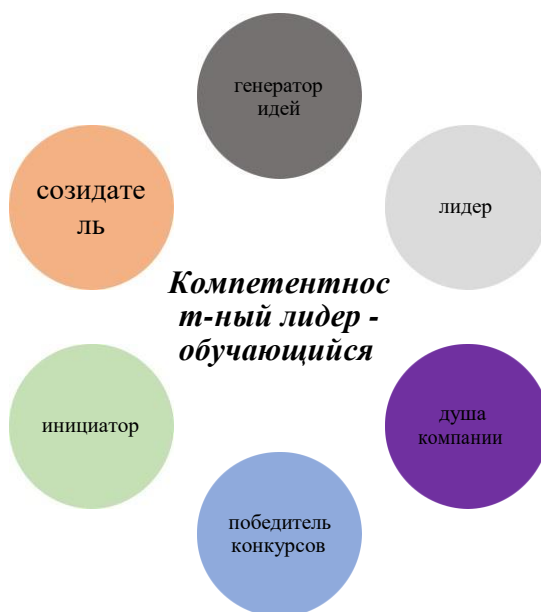 генератор
идей
лидер
душа
компании
победитель
конкурсов
инициатор
созидате
ль
Компетентнос
т-ный лидер -
обучающийся